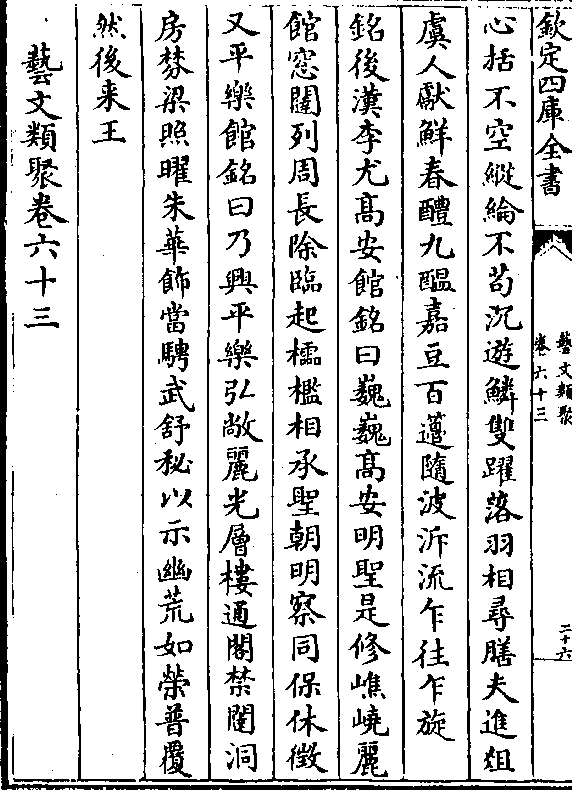 欽定四庫全書
藝文類聚
卷六十三
二十六
心括不空縱綸不苟沉遊鱗雙躍落羽相尋膳夫進俎
虞人獻鮮春醴九醖嘉豆百籩隨波泝流乍往乍旋
銘後漢李尤髙安館銘曰巍巍髙安明聖是修嶕嶢麗
館窓闥列周長除臨起櫺檻相承聖朝明察同保休徴
又平樂館銘曰乃興平樂弘敞麗光層樓通閣禁闥洞
房棼梁照曜朱華飾當騁武舒秘以示幽荒如榮普覆
然後来王
藝文類聚卷六十三